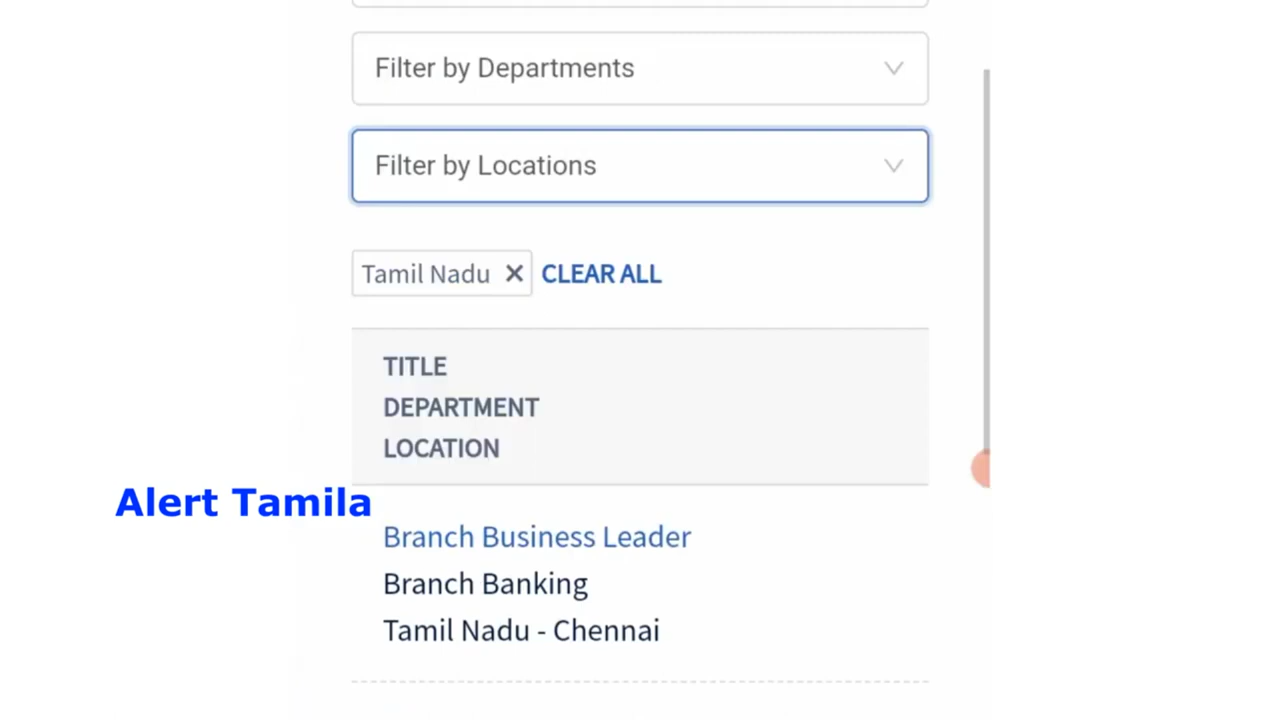 Filter by Departments
Filter by Locations
Tamil Nadu ✕ CLEAR ALL
TITLE
DEPARTMENT
LOCATION
Alert Tamila
Branch Business Leader
Branch Banking
Tamil Nadu - Chennai